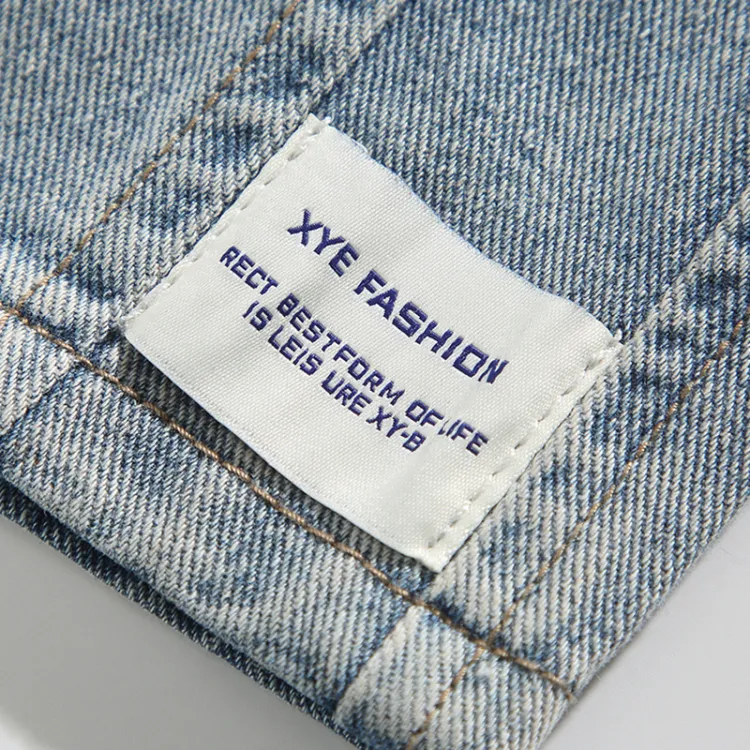 XYE FASHION
RECT BESTFORM OF LIFE
IS LEIS URE XY-B